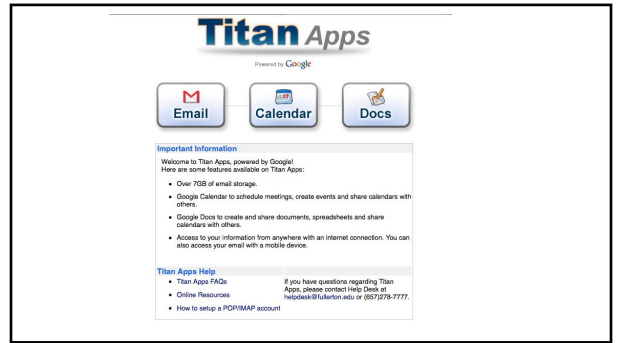 Titan Apps
Powered by Google
Email
Calendar
Docs
Important Information
Welcome to Titan Apps, powered by Google!
Here are some features available on Titan Apps:
• Over 7GB of email storage.
• Google Calendar to schedule meetings, create events and share calendars with
others.
• Google Docs to create and share documents, spreadsheets and share
calendars with others.
• Access to your information from anywhere with an internet connection. You can
also access your email with a mobile device.
Titan Apps Help
• Titan Apps FAQs
• Online Resources
• How to setup a POP/IMAP account
If you have questions regarding Titan
Apps, please contact Help Desk at
helpdesk@fullerton.edu or (657)278-7777.